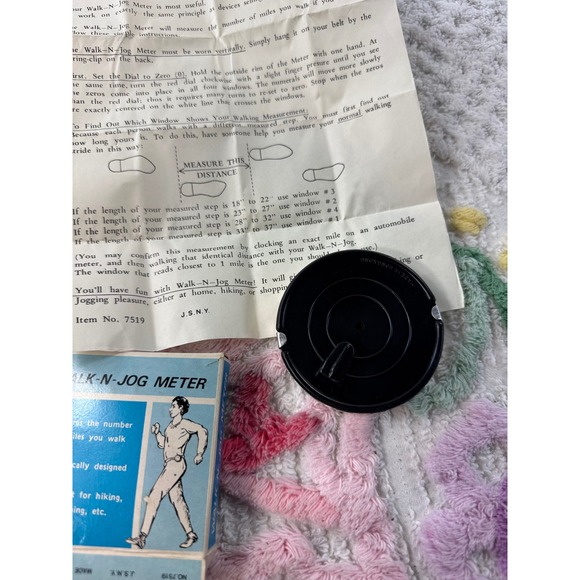 Meter is most useful.
work on exactly the same principle
Walk-N-Jog Meter will measure the number of miles you walk if you
these simple instructions.
Walk-N-Jog Meter must be worn vertically. Simply hang it on your belt by the
spring-clip on the back.
First, Set the Dial to Zero (0). Hold the outside rim of the Meter with one hand. At
the same time, turn the red dial clockwise with a slight finger pressure until you see
the zeros come into place in all four windows. The numerals will move more slowly
than the red dial; thus it requires many turns to re-set to zero. Stop when the zeros
are exactly centered on the white line this crosses the windows.
To Find Out Which Window Shows Your Walking Measurement:
Because each person walks with a different measured step. You must first find out
how long yours is. To do this, have someone help you measure your normal walking
stride in this way:
MEASURE THIS
DISTANCE
If the length of your measured step is 18" to 22" use window # 3
If the length of your measured step is 23" to 27" use window # 2
If the length of your measured step is 28" to 32" use window # 4
If the length of your measured step is 33" to 37" use window # 1
(You may confirm this measurement by clocking an exact mile on an automobile
meter, and then walking that identical distance with your Walk-N-Jog.
The window that reads closest to 1 mile is the one you should use.)
You'll have fun with Walk-N-Jog Meter! It will
Jogging pleasure, either at home, hiking, or shopping
Item No. 7519
J.S.N.Y.
WALK-N-JOG METER
the number
miles you walk
designed
for hiking,
etc.
NO. 7519
J.S.N.Y.
MADE